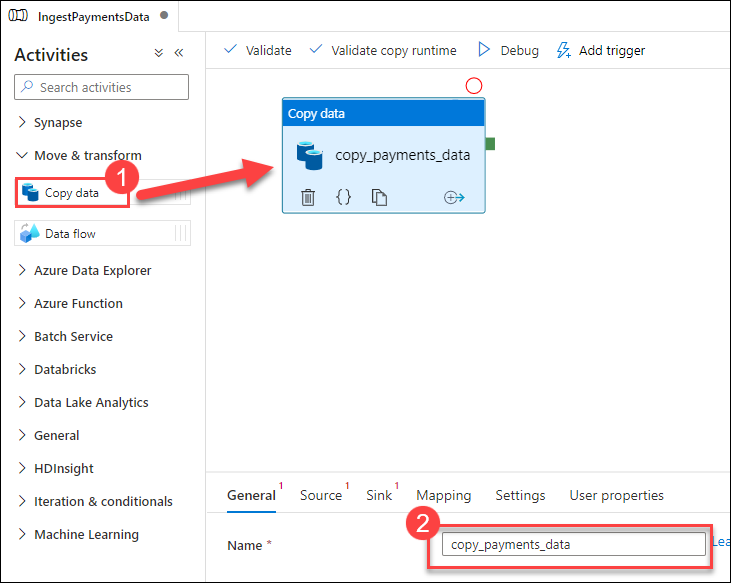 IngestPaymentsData
Activities
Search activities
Synapse
Move & transform
Copy data
1
Data flow
Azure Data Explorer
Azure Function
Batch Service
Databricks
Data Lake Analytics
General
HDInsight
Iteration & conditionals
Machine Learning
Validate Validate copy runtime Debug Add trigger
Copy data
copy_payments_data
{}
General 1 Source 1 Sink 1 Mapping Settings User properties
2
Name * copy_payments_data